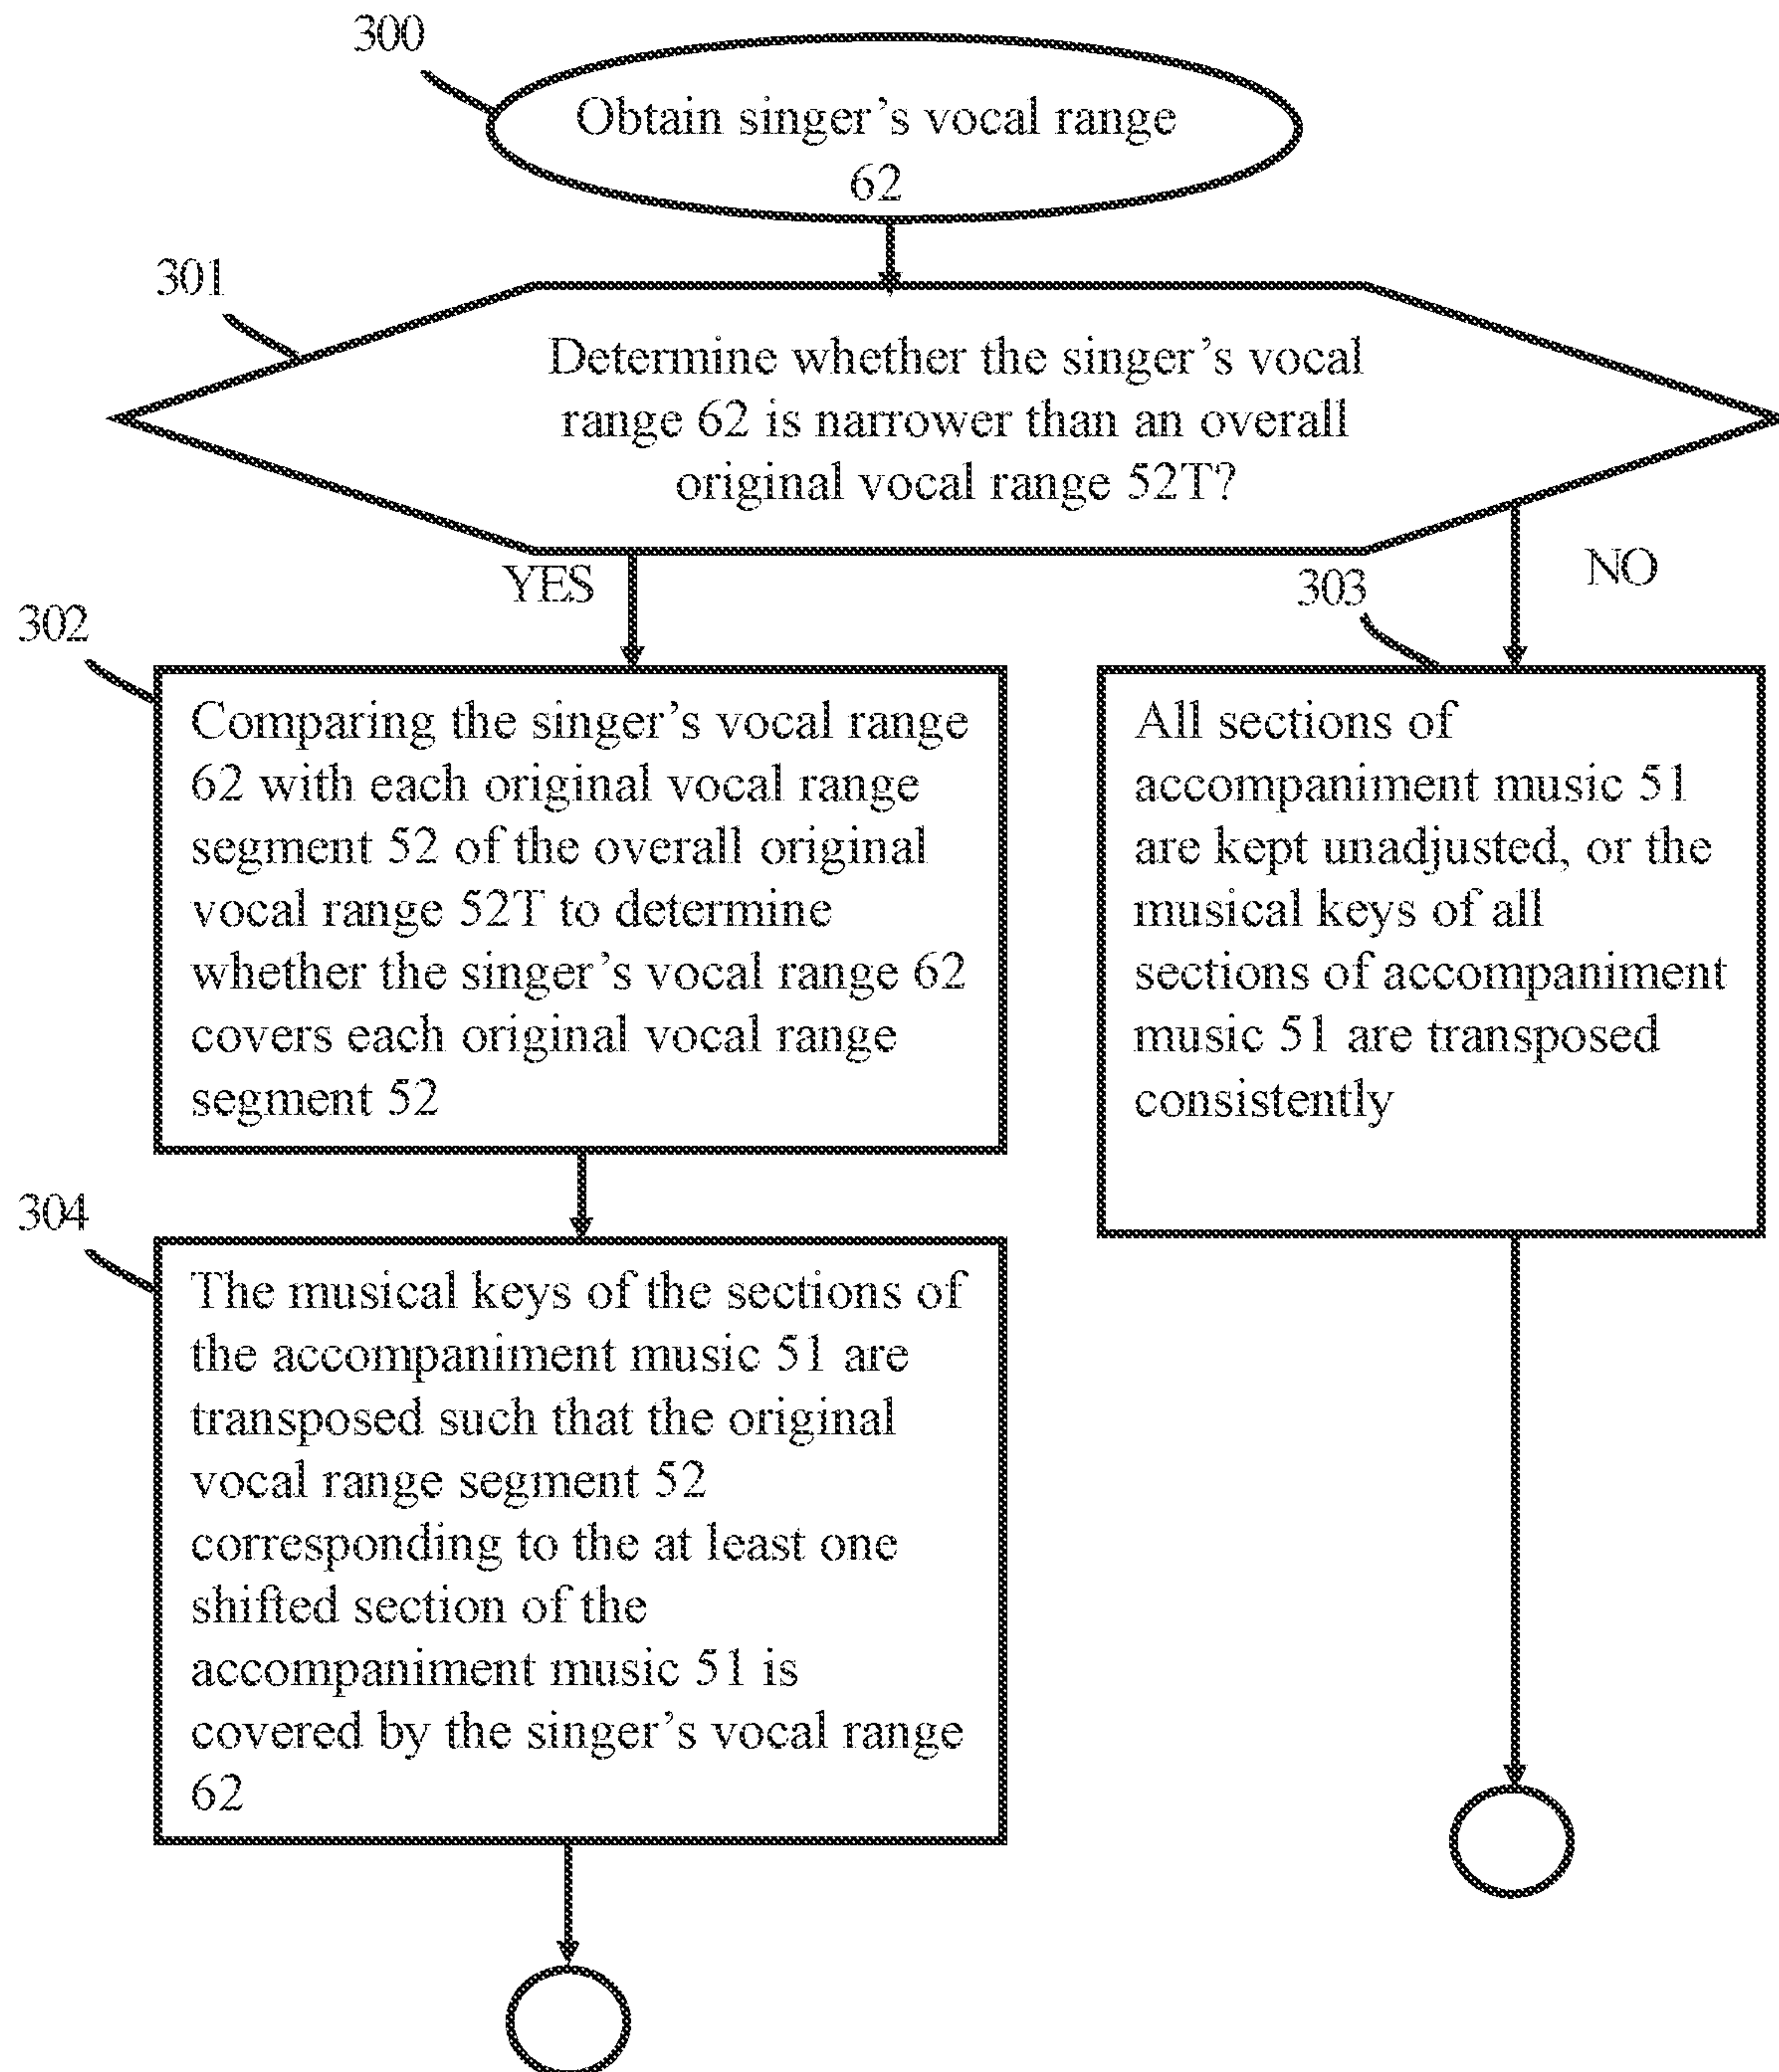 300
Obtain singer's vocal range
62
301
Determine whether the singer's vocal
range 62 is narrower than an overall
original vocal range 52T?
YES
NO
302
Comparing the singer's vocal range
62 with each original vocal range
segment 52 of the overall original
vocal range 52T to determine
whether the singer's vocal range 62
covers each original vocal range
segment 52
303
All sections of
accompaniment music 51
are kept unadjusted, or the
musical keys of all
sections of accompaniment
music 51 are transposed
consistently
304
The musical keys of the sections of
the accompaniment music 51 are
transposed such that the original
vocal range segment 52
corresponding to the at least one
shifted section of the
accompaniment music 51 is
covered by the singer's vocal range
62